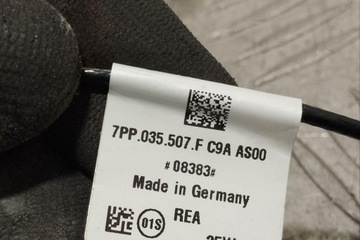 7PP.035.507.F C9A AS00
#08383#
Made in Germany
01S
REA